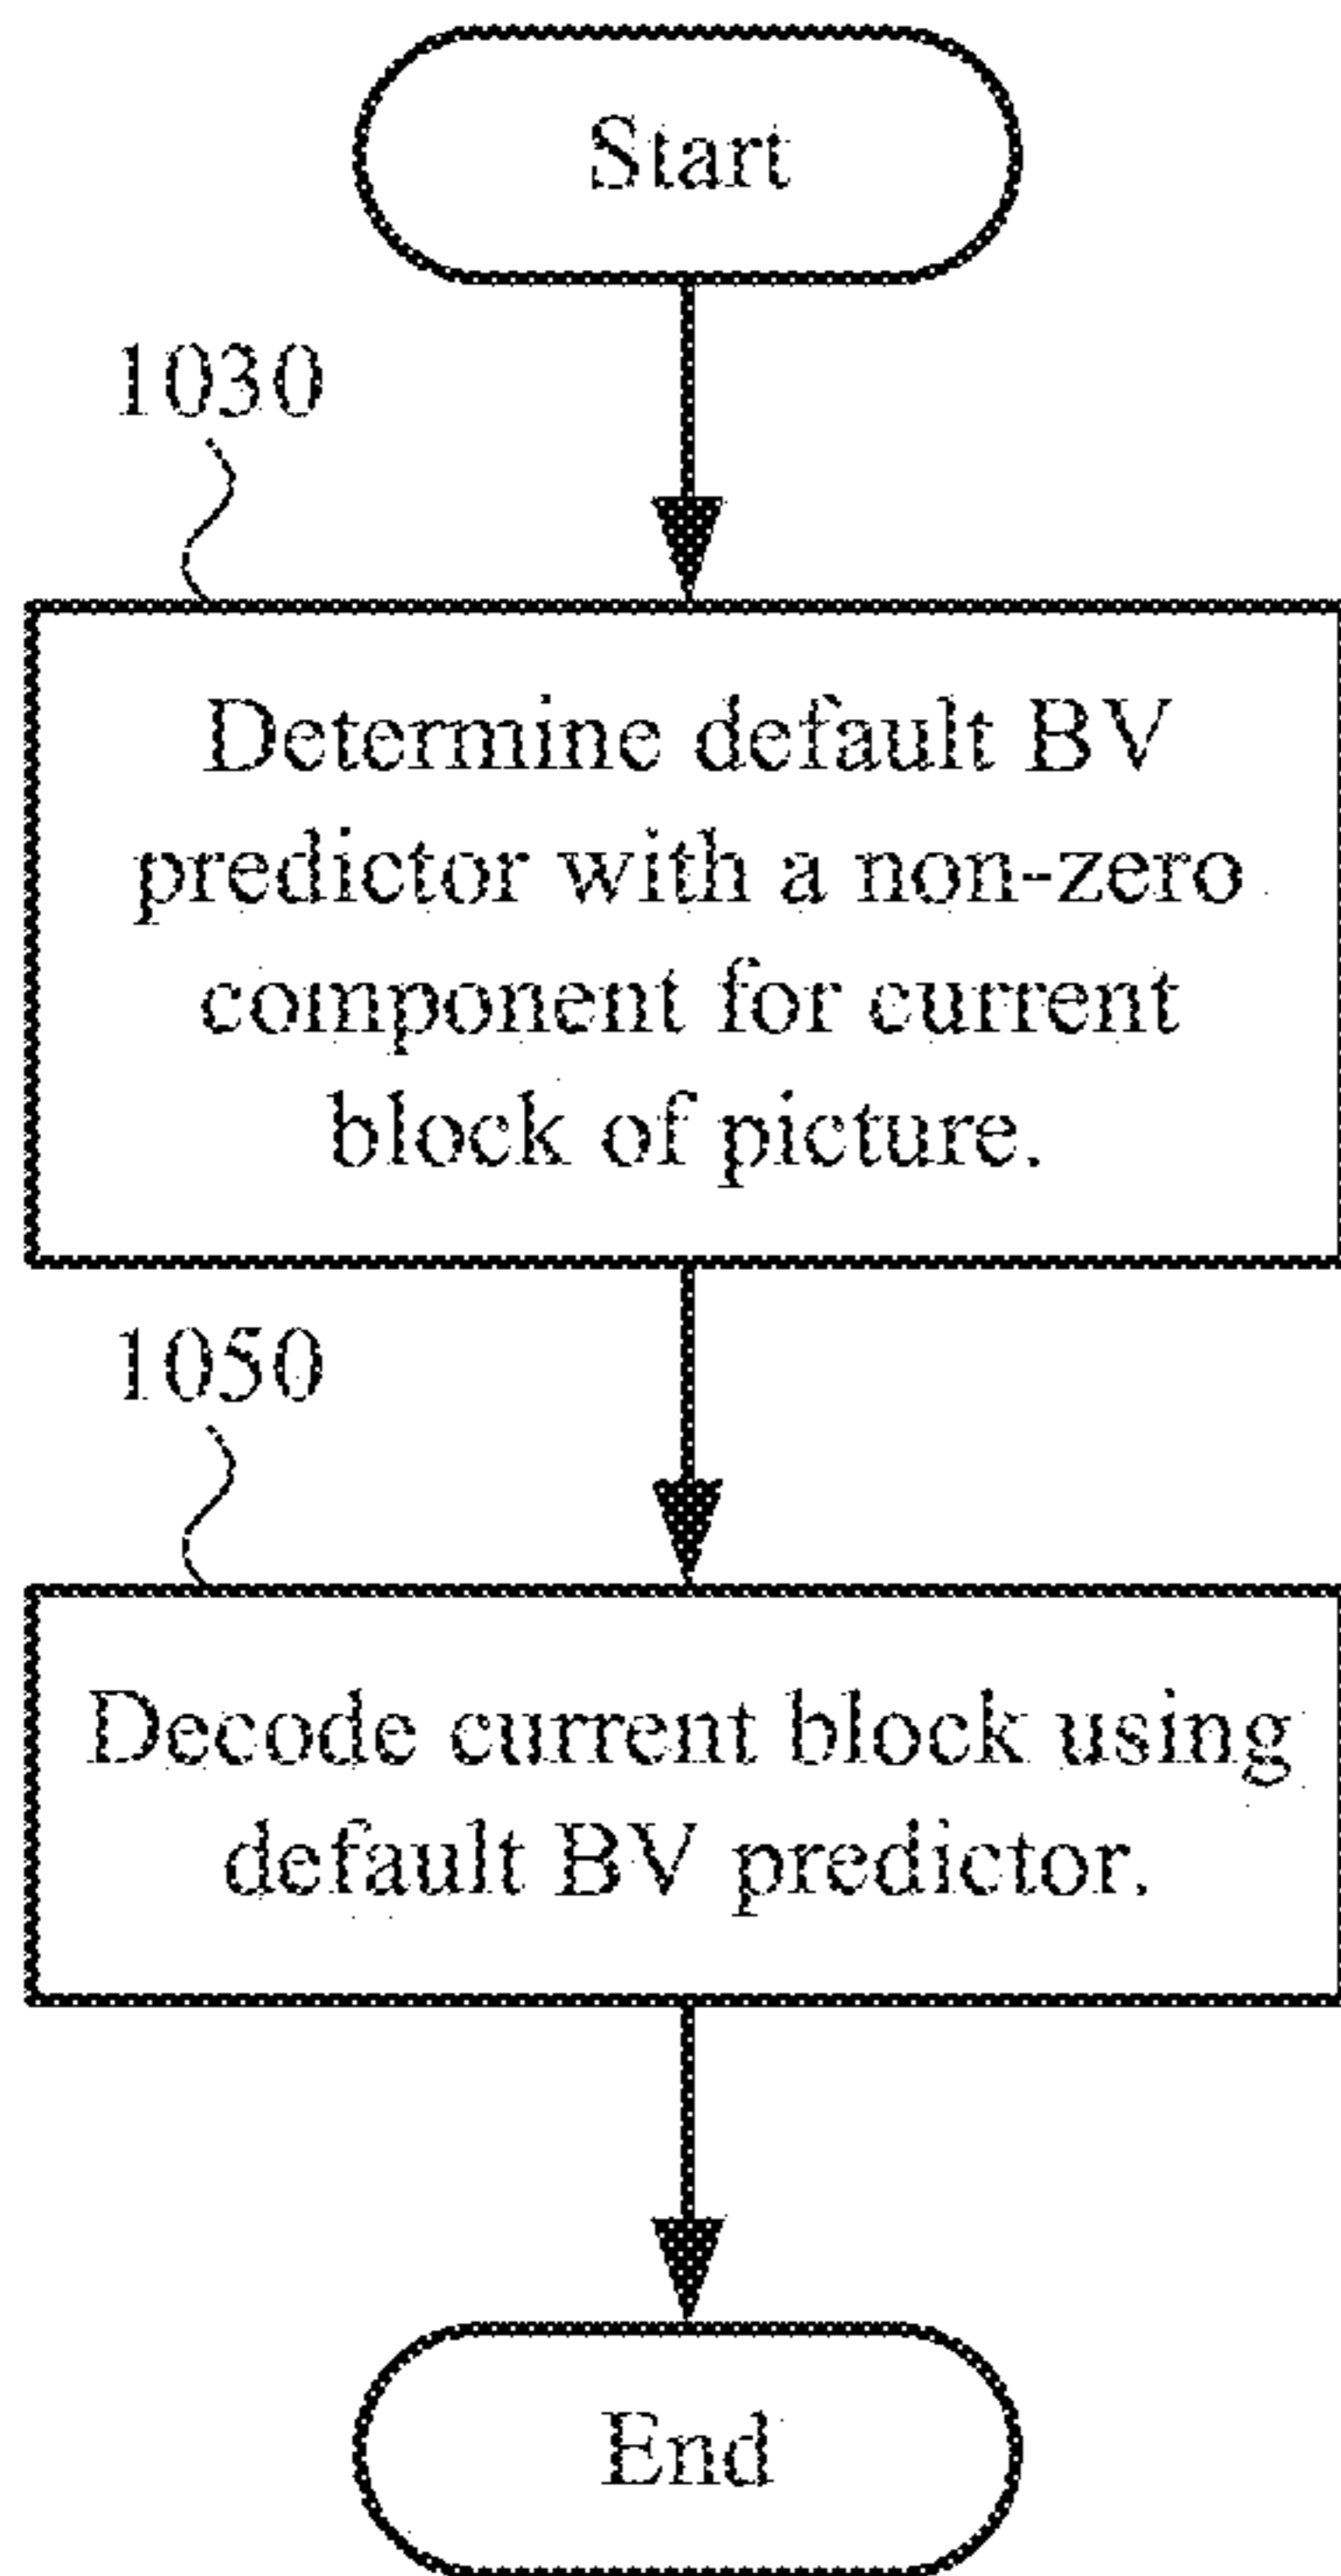 Start
1030
Determine default BV
predictor with a non-zero
component for current
block of picture.
1050
Decode current block using
default BV predictor.
End